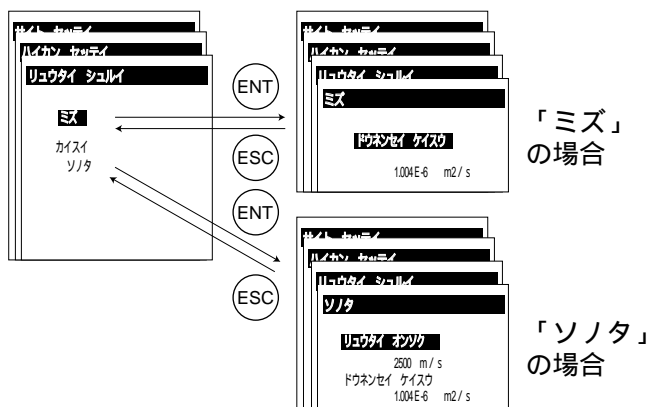 サイト セッテイ
ハイカン セッテイ
リュウタイ シュルイ
ミズ
カイスイ
ソノタ
ENT
ESC
ENT
ESC
サイト セッテイ
ハイカン セッテイ
リュウタイ シュルイ
ミズ
ドウネンセイ ケイスウ
1.004E-6 m2/s
「ミズ」
の場合
サイト セッテイ
ハイカン セッテイ
リュウタイ シュルイ
ソノタ
リュウタイ オンソク
2500 m/s
ドウネンセイ ケイスウ
1.004E-6 m2/s
「ソノタ」
の場合